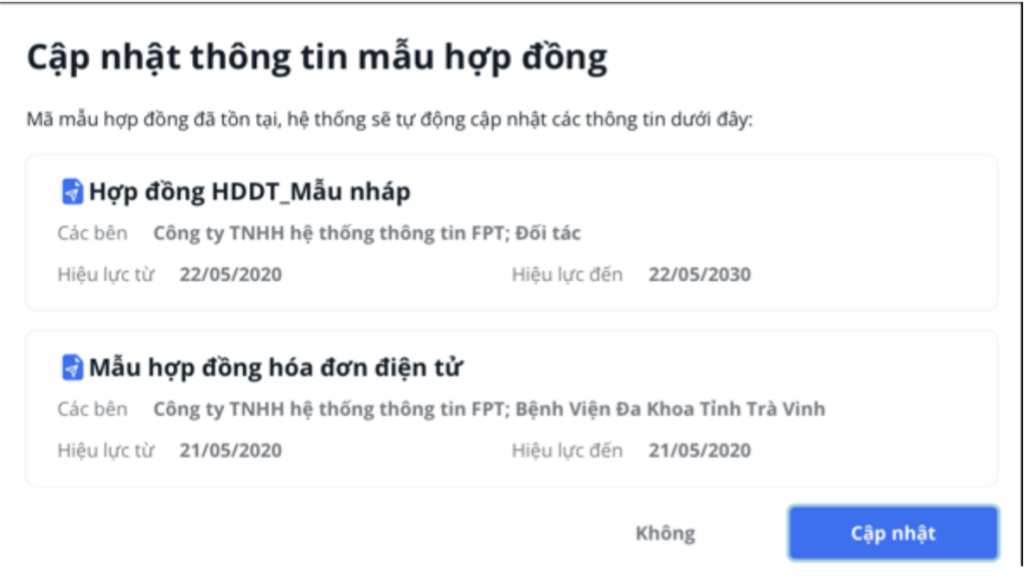 Cập nhật thông tin mẫu hợp đồng
Mã mẫu hợp đồng đã tồn tại, hệ thống sẽ tự động cập nhật các thông tin dưới đây:
Hợp đồng HDDT_Mẫu nháp
Các bên Công ty TNHH hệ thống thông tin FPT; Đối tác
Hiệu lực từ 22/05/2020 Hiệu lực đến 22/05/2030
Mẫu hợp đồng hóa đơn điện tử
Các bên Công ty TNHH hệ thống thông tin FPT; Bệnh Viện Đa Khoa Tỉnh Trà Vinh
Hiệu lực từ 21/05/2020 Hiệu lực đến 21/05/2020
Không Cập nhật